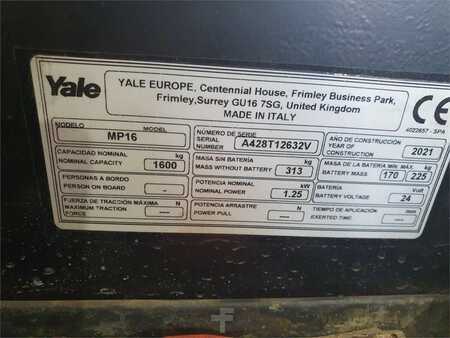 Yale
YALE EUROPE, Centennial House, Frimley Business Park,
Frimley,Surrey GU16 7SG, United Kingdom
MADE IN ITALY
CE
4022657 - SPA
MODELO MODEL
MP16
NÚMERO DE SERIE
SERIAL NUMBER
A428T12632V
AÑO DE CONSTRUCCIÓN
YEAR OF CONSTRUCTION
2021
CAPACIDAD NOMINAL kg
NOMINAL CAPACITY 1600
MASA SIN BATERÍA kg
MASS WITHOUT BATTERY 313
MASA DE LA BATERÍA MIN. MÁX. kg
BATTERY MASS 170 225
PERSONAS A BORDO
PERSON ON BOARD -
POTENCIA NOMINAL kW
NOMINAL POWER 1.25
BATERÍA: Volt
BATTERY VOLTAGE 24
FUERZA DE TRACCIÓN MÁXIMA N
MAXIMUM TRACTION FORCE -
POTENCIA ARRASTRE N
POWER PULL -
TIEMPO DE APLICACIÓN min
EXERTED TIME -